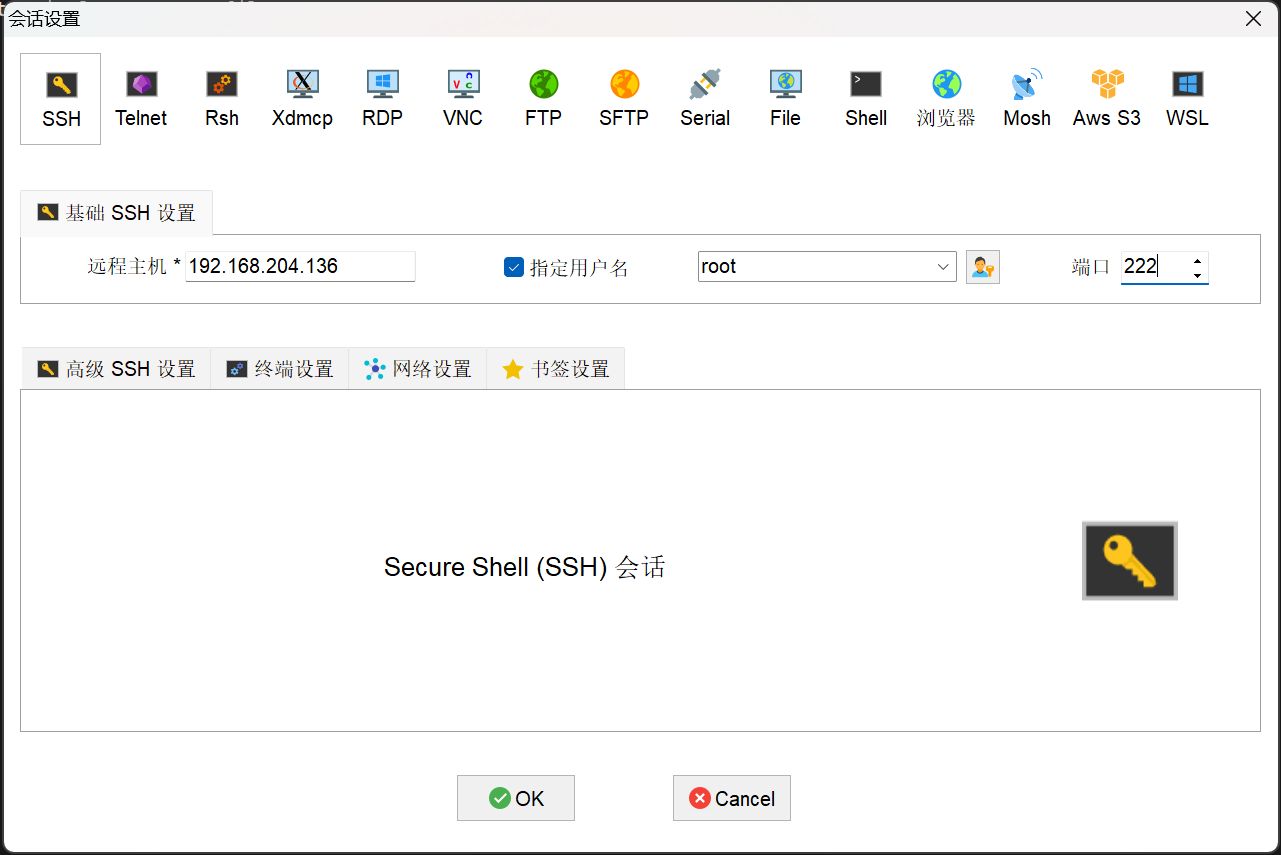 会话设置
SSH Telnet Rsh Xdmcp RDP VNC FTP SFTP Serial File Shell 浏览器 Mosh Aws S3 WSL
基础 SSH 设置
远程主机 * 192.168.204.136 指定用户名 root 端口 222
高级 SSH 设置 终端设置 网络设置 书签设置
Secure Shell (SSH) 会话
OK Cancel